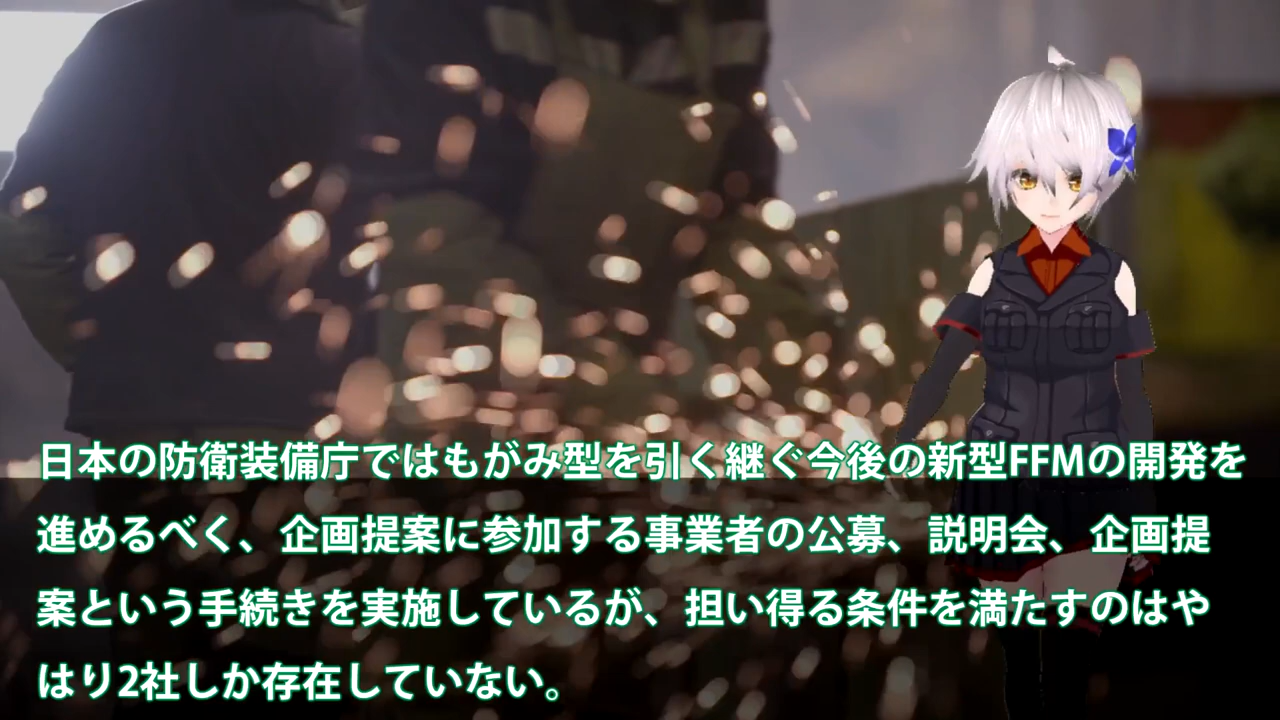 日本の防衛装備庁ではもがみ型を引く継ぐ今後の新型FFMの開発を
進めるべく、企画提案に参加する事業者の公募、説明会、企画提
案という手続きを実施しているが、担い得る条件を満たすのはや
はり2社しか存在していない。